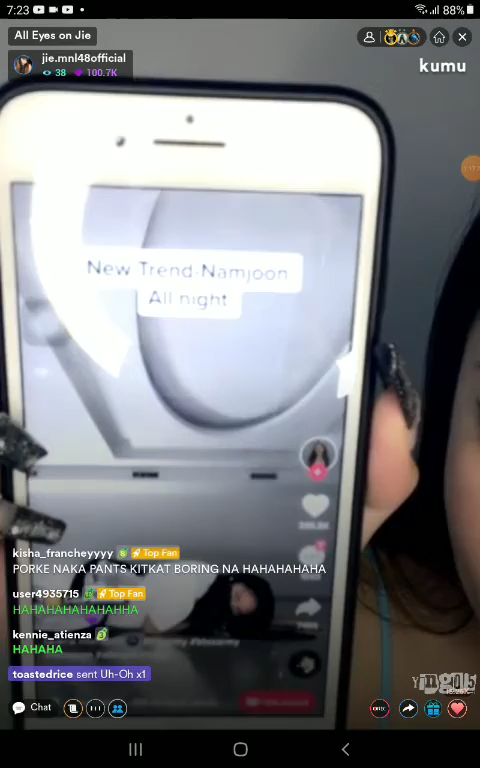 7:23
88%
All Eyes on Jie
jie.mnl48official
38 100.7K
kumu
New Trend-Namjoon
All night
kisha_francheyyyy Top Fan
PORKE NAKA PANTS KITKAT BORING NA HAHAHAHAHA
user4935715 Top Fan
HAHAHAHAHAHAHHA
kennie_atienza 3
HAHAHA
toastedrice sent Uh-Oh x1
Chat
REC